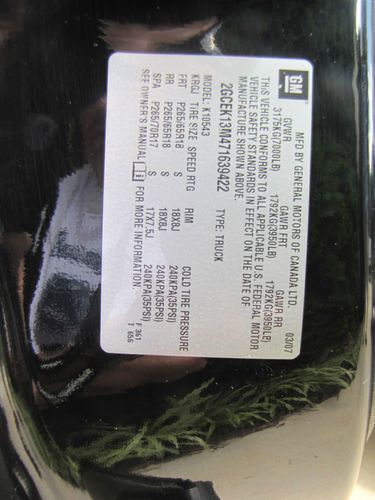 GM
MFD BY GENERAL MOTORS OF CANADA LTD.
03/07
GVWR GAWR FRT GAWR RR
3175KG(7000LB) 1792KG(3950LB) 1792KG(3950LB)
THIS VEHICLE CONFORMS TO ALL APPLICABLE U.S. FEDERAL MOTOR
VEHICLE SAFETY STANDARDS IN EFFECT ON THE DATE OF
MANUFACTURE SHOWN ABOVE.
2GCEK13M471639422 TYPE: TRUCK
MODEL: K10543
KRGJ TIRE SIZE SPEED RTG RIM COLD TIRE PRESSURE
FRT P265/65R18 S 18X8J 240KPA(35PSI)
RR P265/65R18 S 18X8J 240KPA(35PSI)
SPA P265/70R17 S 17X7.5J 240KPA(35PSI)
SEE OWNER'S MANUAL i FOR MORE INFORMATION.
F 361
T 656